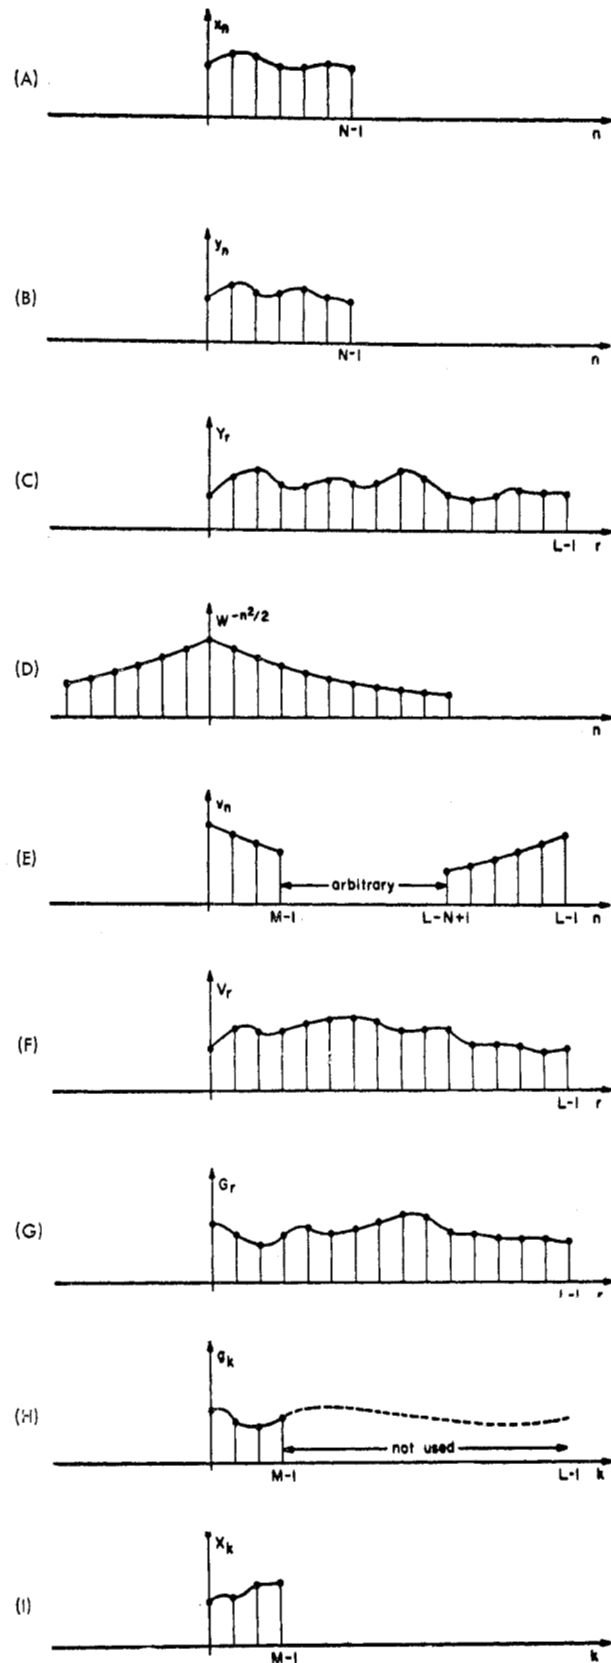 xn
(A)
N-1
n
yn
(B)
N-1
n
Yr
(C)
L-1 r
W^-n²/2
(D)
n
vn
(E)
arbitrary
M-1
L-N+1
L-1 n
Vr
(F)
L-1 r
Gr
(G)
L-1 r
gk
(H)
not used
M-1
L-1 k
Xk
(I)
M-1
k